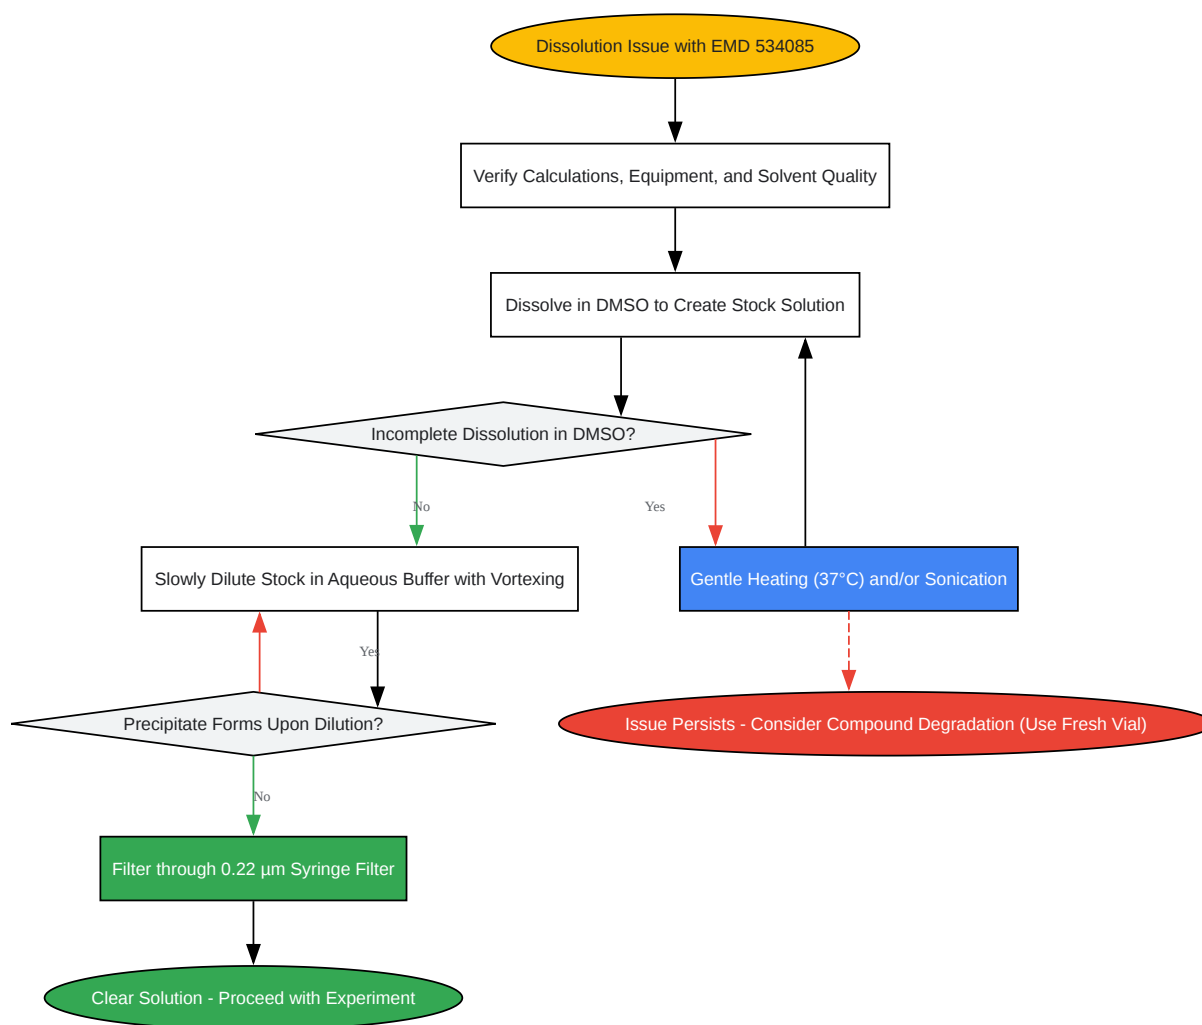 Dissolution Issue with EMD 534085
Verify Calculations, Equipment, and Solvent Quality
Dissolve in DMSO to Create Stock Solution
Incomplete Dissolution in DMSO?
No
Yes
Slowly Dilute Stock in Aqueous Buffer with Vortexing
Gentle Heating (37°C) and/or Sonication
Yes
Precipitate Forms Upon Dilution?
Issue Persists - Consider Compound Degradation (Use Fresh Vial)
No
Filter through 0.22 µm Syringe Filter
Clear Solution - Proceed with Experiment